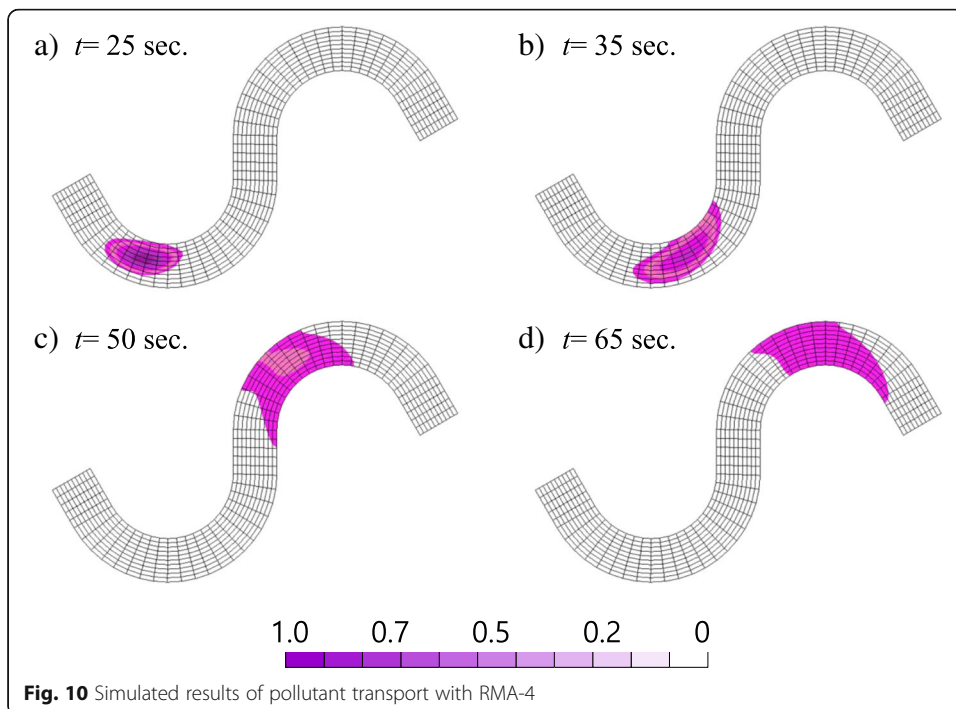 a) t= 25 sec.
b) t= 35 sec.
c) t= 50 sec.
d) t= 65 sec.
1.0 0.7 0.5 0.2 0
Fig. 10 Simulated results of pollutant transport with RMA-4